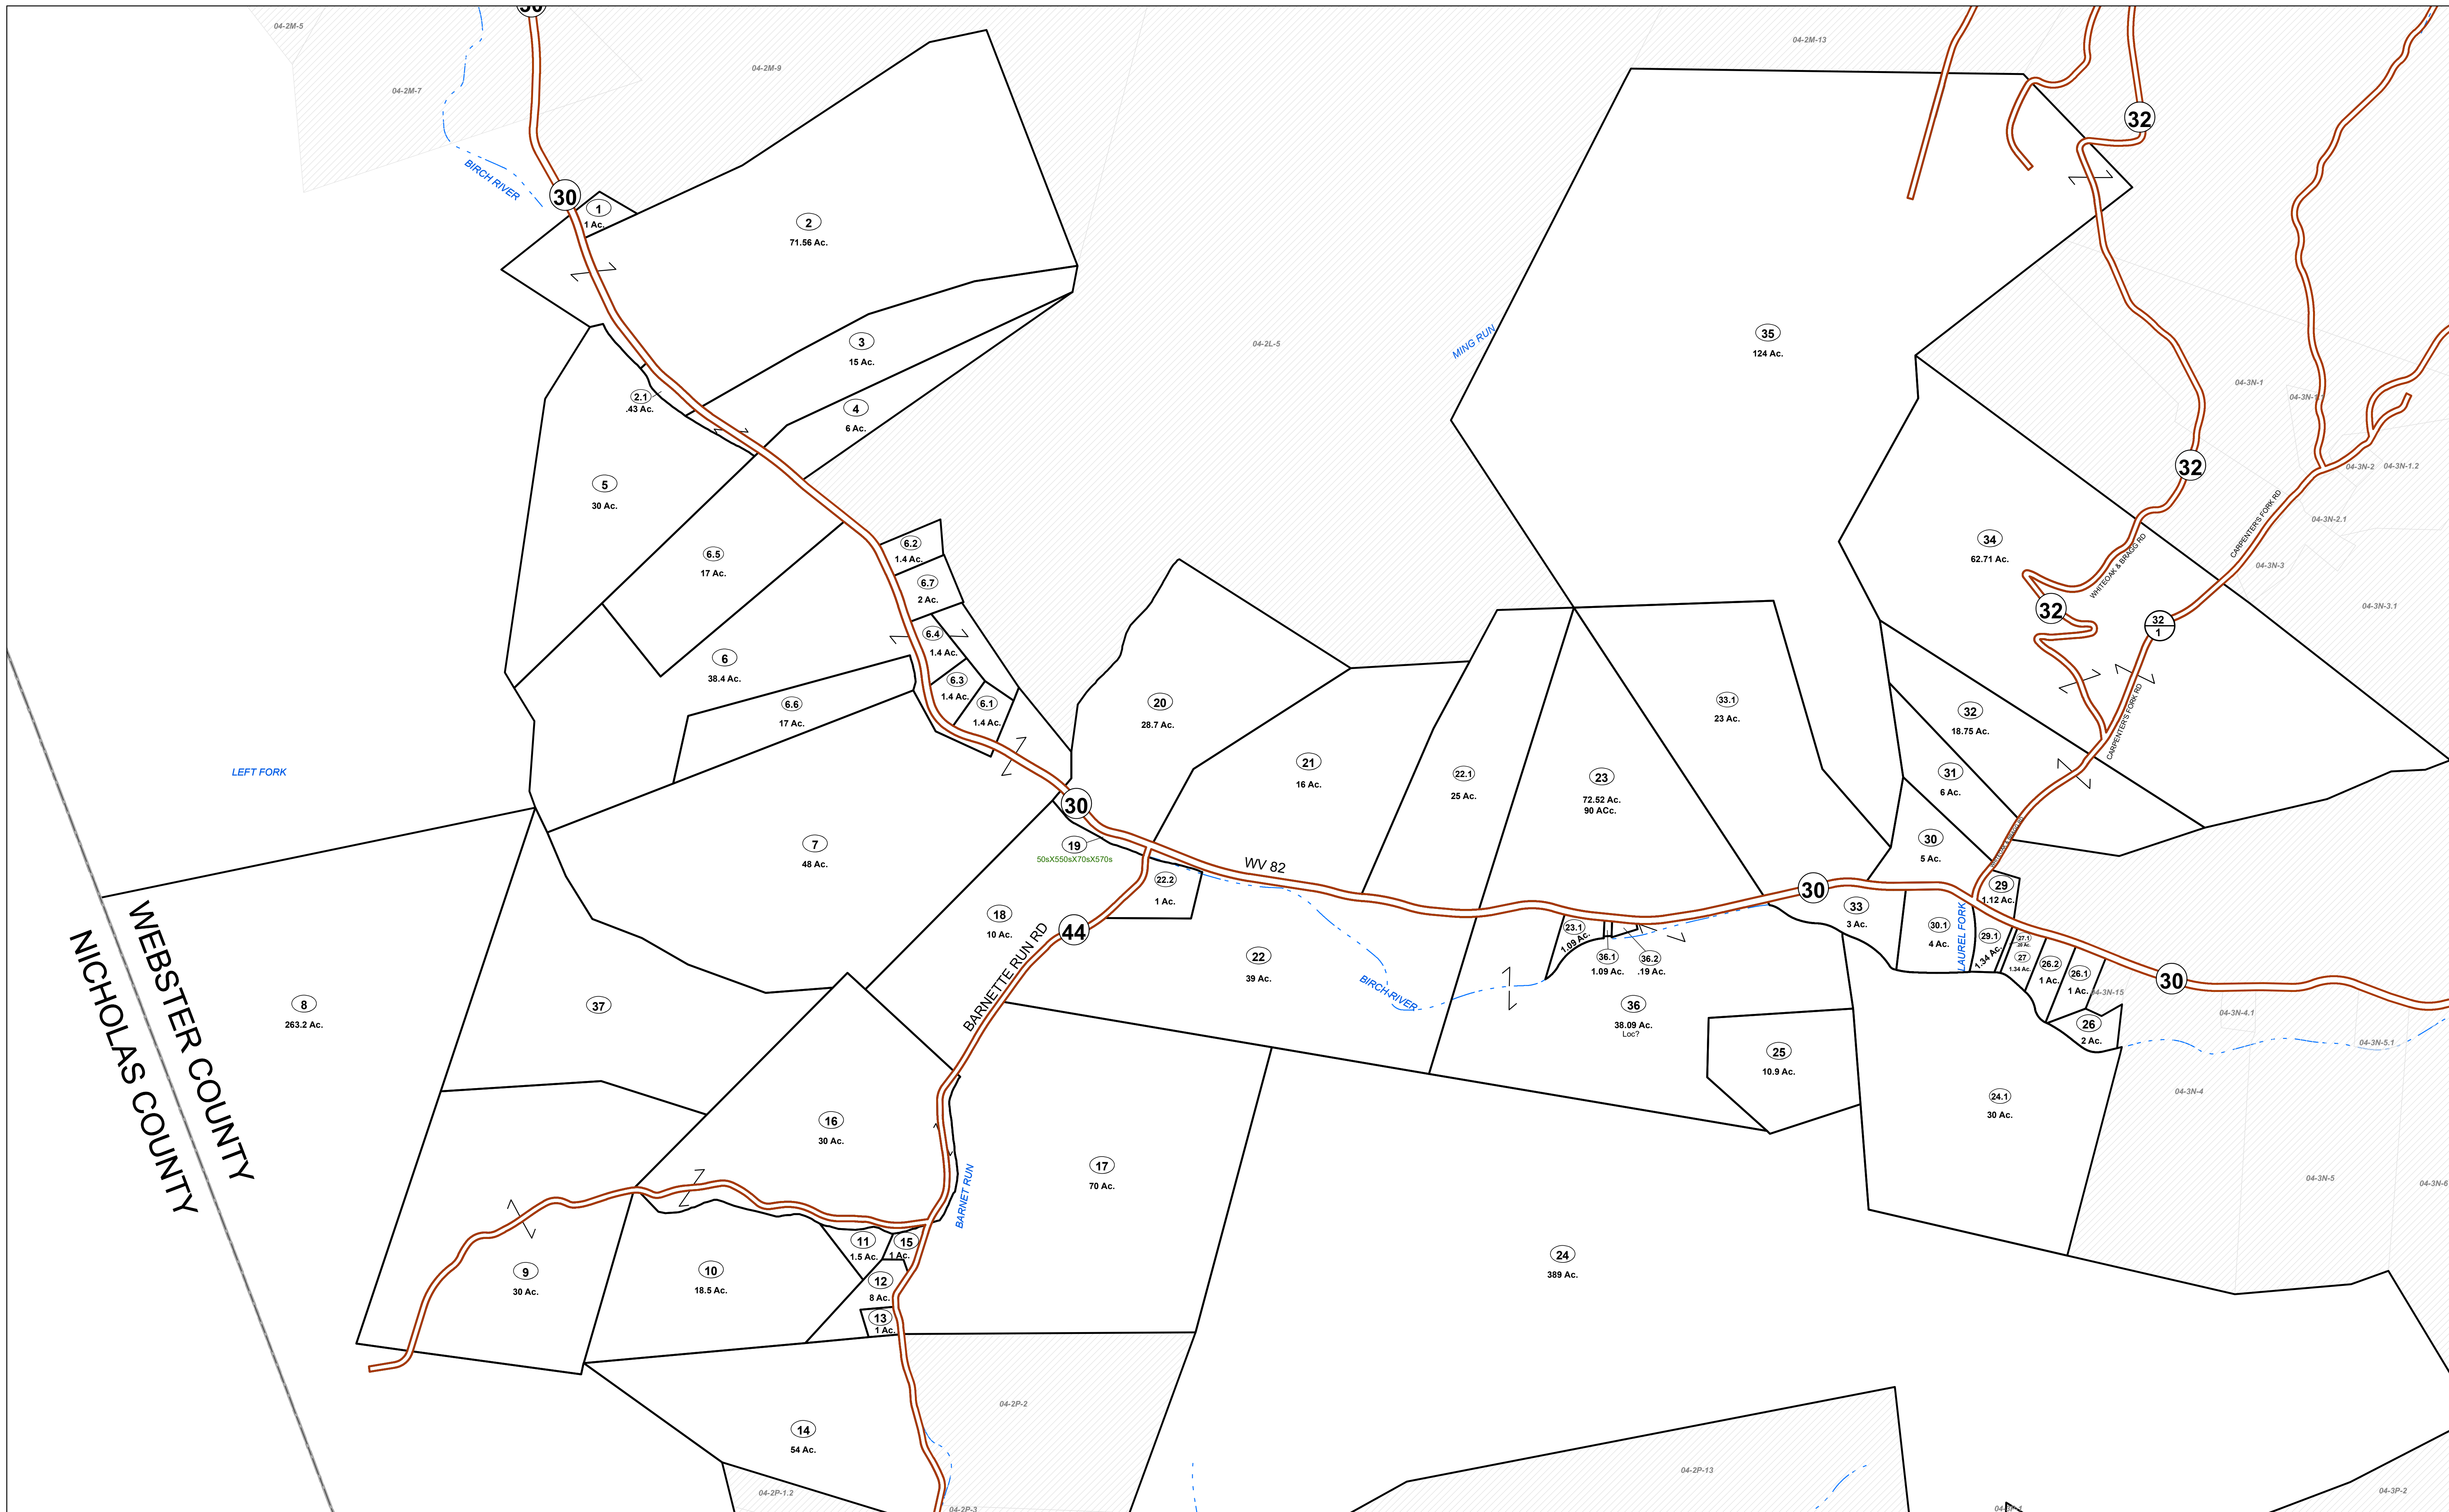 04-2M-5
04-2M-7
04-2M-9
04-2M-13
32
BIRCH RIVER
30
1
1 Ac.
2
71.56 Ac.
3
15 Ac.
2.1
.43 Ac.
4
6 Ac.
04-2L-5
MING RUN
35
124 Ac.
04-3N-1
04-3N-1.1
32
04-3N-2
04-3N-1.2
04-3N-2.1
5
30 Ac.
6.5
17 Ac.
6.2
1.4 Ac.
6.7
2 Ac.
34
62.71 Ac.
WHITEOAK & BRAGG RD
CARPENTER'S FORK RD
04-3N-3
04-3N-3.1
32
32
1
6.4
1.4 Ac.
6
38.4 Ac.
6.3
1.4 Ac.
6.6
17 Ac.
6.1
1.4 Ac.
20
28.7 Ac.
33.1
23 Ac.
32
18.75 Ac.
CARPENTER'S FORK RD
LEFT FORK
21
16 Ac.
22.1
25 Ac.
23
72.52 Ac.
90 ACc.
31
6 Ac.
30
7
48 Ac.
19
50sX550sX70sX570s
30
5 Ac.
WV 82
22.2
1 Ac.
30
29
1.12 Ac.
WEBSTER COUNTY
NICHOLAS COUNTY
18
10 Ac.
44
BARNETTE RUN RD
33
3 Ac.
30.1
4 Ac.
LAUREL FORK
29.1
1.34 Ac.
27.1
27
1.34 Ac.
26.2
1 Ac.
26.1
1 Ac.
30
23.1
1.09 Ac.
36.1
1.09 Ac.
36.2
.19 Ac.
22
39 Ac.
BIRCH RIVER
8
263.2 Ac.
37
36
38.09 Ac.
Loc?
04-3N-15
26
2 Ac.
04-3N-4.1
04-3N-5.1
25
10.9 Ac.
24.1
30 Ac.
04-3N-4
16
30 Ac.
17
70 Ac.
BARNET RUN
04-3N-5
04-3N-6
11
1.5 Ac.
15
1 Ac.
24
389 Ac.
9
30 Ac.
10
18.5 Ac.
12
8 Ac.
13
1 Ac.
04-2P-2
14
54 Ac.
04-2P-13
04-2P-1.2
04-3P-2
04-2P-3